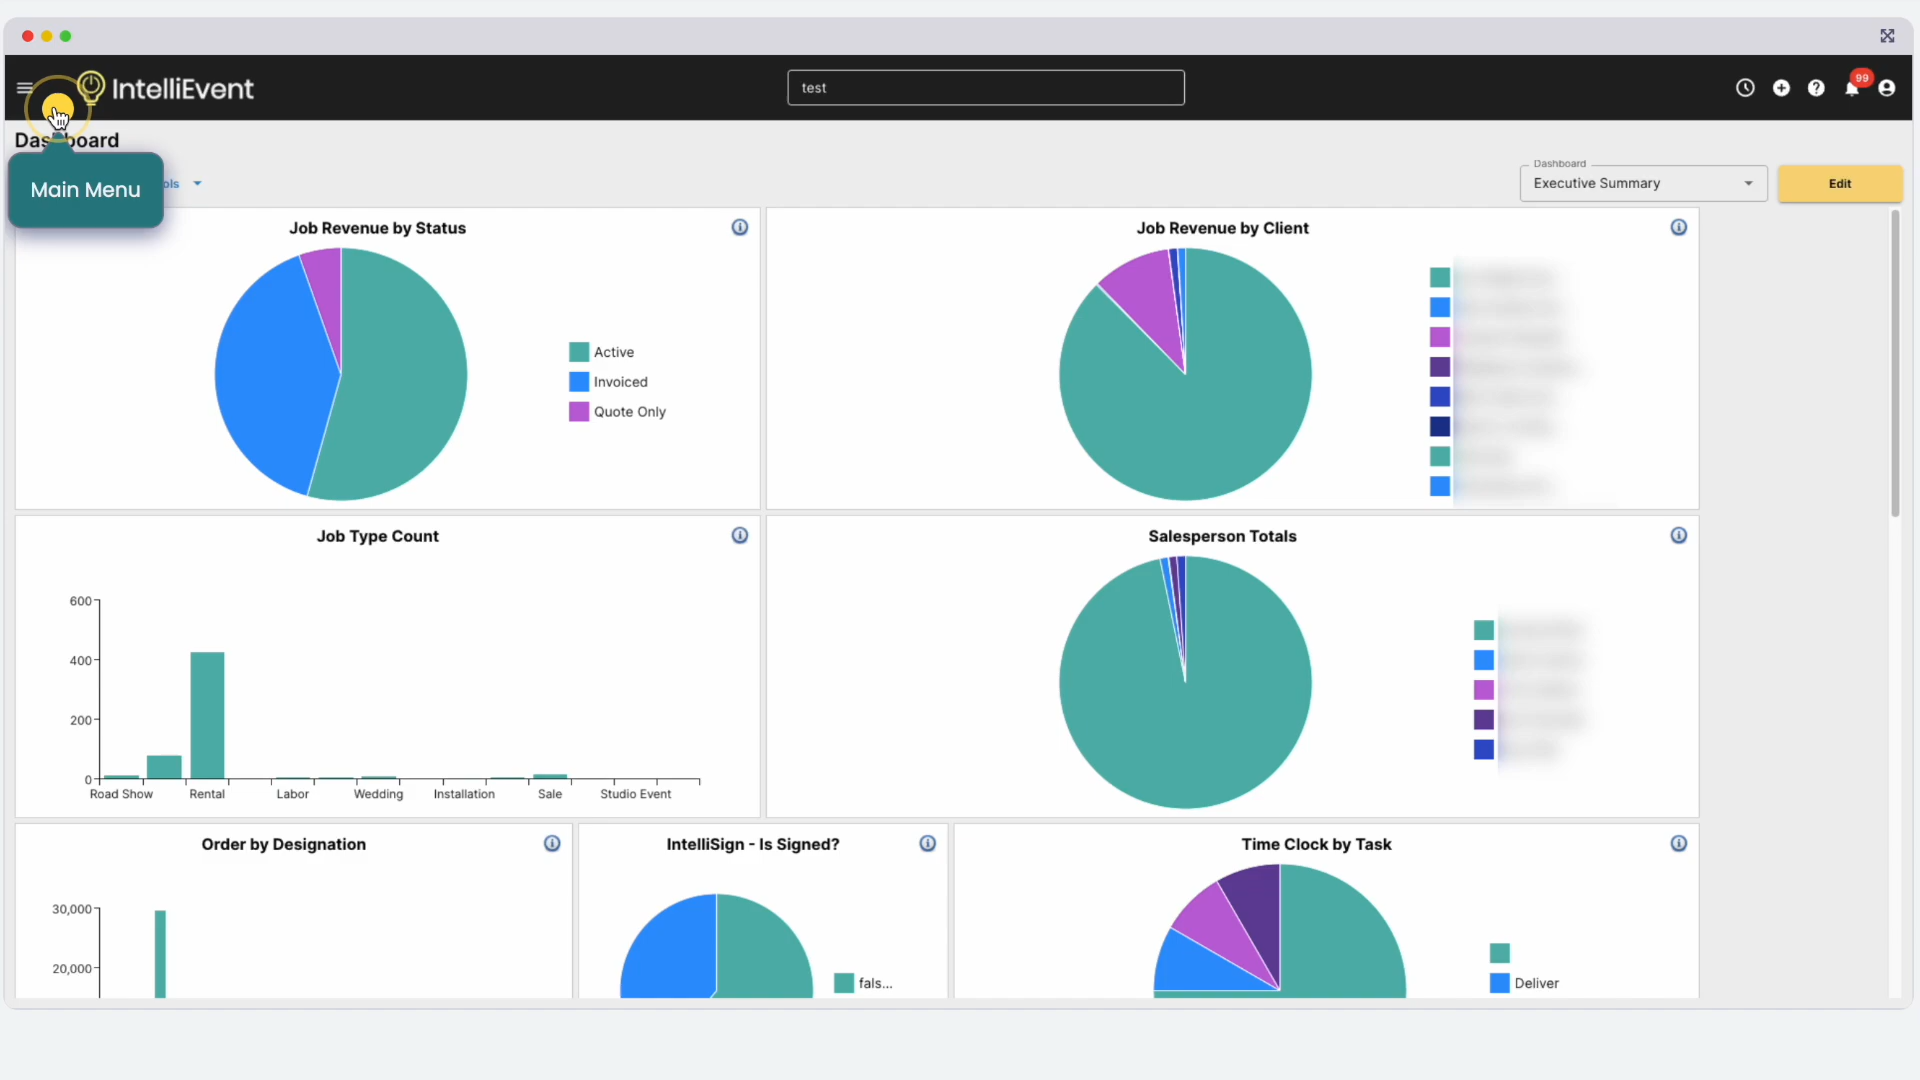 IntelliEvent
test
99
Dashboard
Main Menu
ols
Dashboard
Executive Summary
Edit
Job Revenue by Status
Active
Invoiced
Quote Only
Job Revenue by Client
Job Type Count
600
400
200
0
Road Show
Rental
Labor
Wedding
Installation
Sale
Studio Event
Salesperson Totals
Order by Designation
30,000
20,000
IntelliSign - Is Signed?
fals...
Time Clock by Task
Deliver